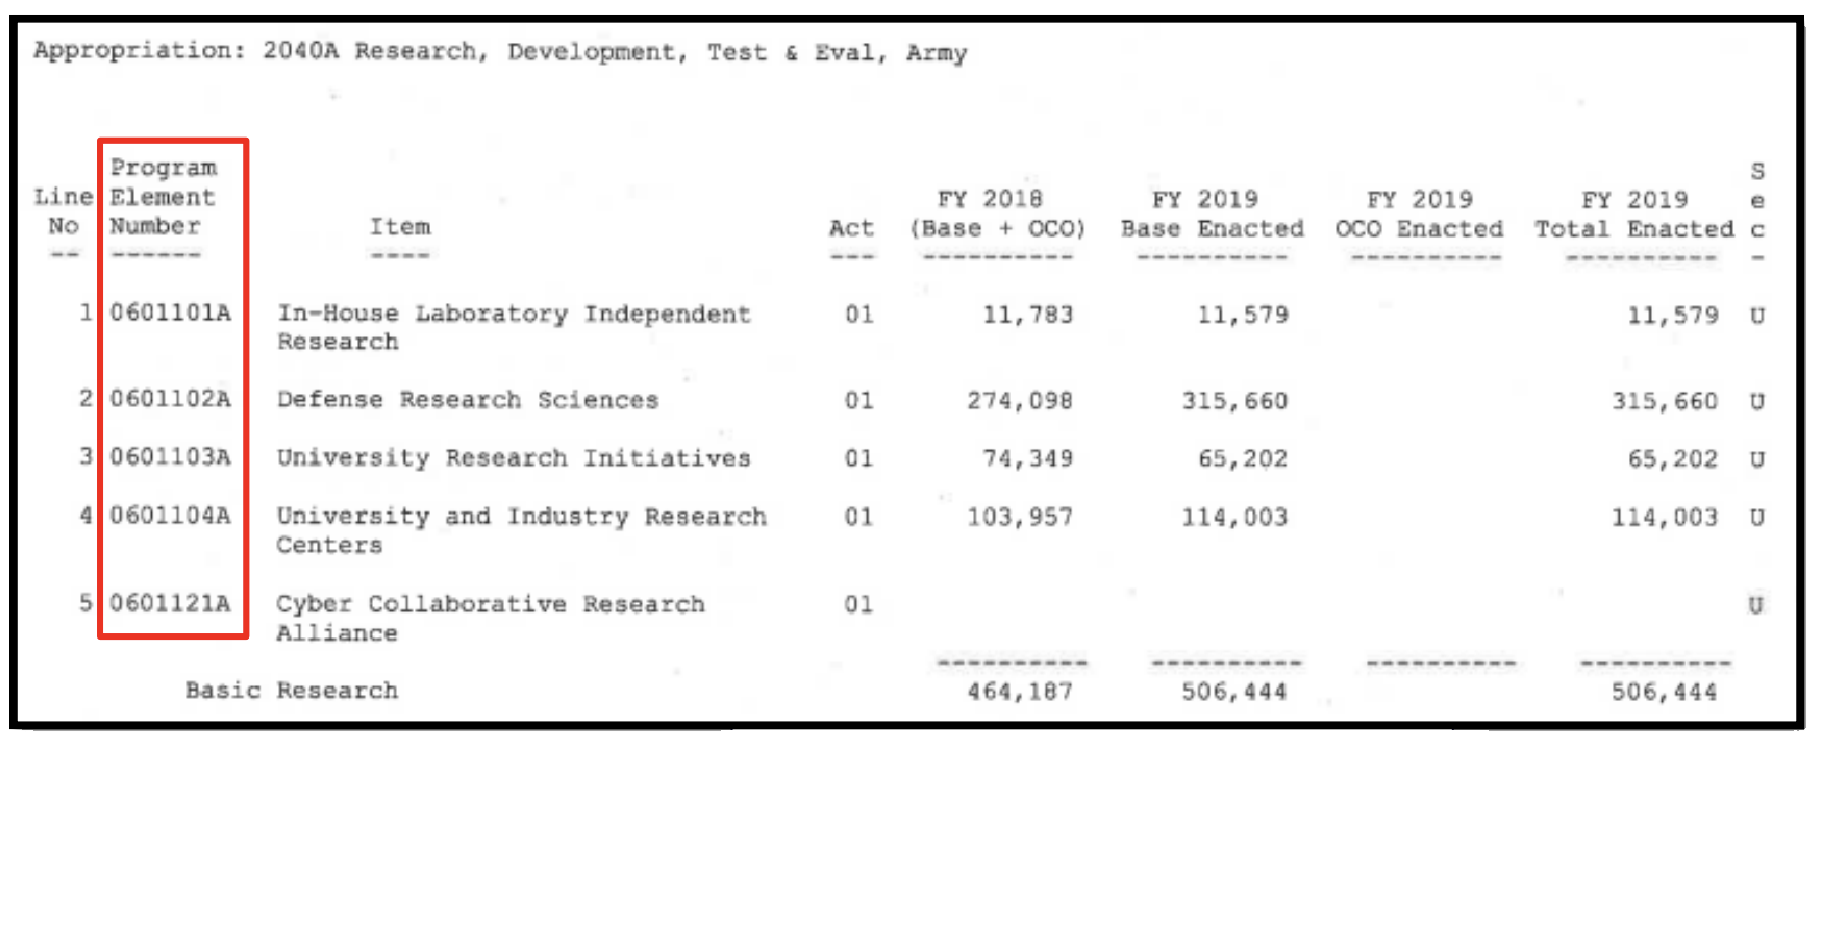 Appropriation: 2040A Research, Development, Test & Eval, Army
Program S
Line Element FY 2018 FY 2019 FY 2019 FY 2019 e
No Number Item Act (Base + OCO) Base Enacted OCO Enacted Total Enacted c
-- ------ ---- --- ---------- ---------- ---------- ---------- -
1 0601101A In-House Laboratory Independent 01 11,783 11,579 11,579 U
Research
2 0601102A Defense Research Sciences 01 274,098 315,660 315,660 U
3 0601103A University Research Initiatives 01 74,349 65,202 65,202 U
4 0601104A University and Industry Research 01 103,957 114,003 114,003 U
Centers
5 0601121A Cyber Collaborative Research 01 U
Alliance
---------- ---------- ---------- ----------
Basic Research 464,187 506,444 506,444